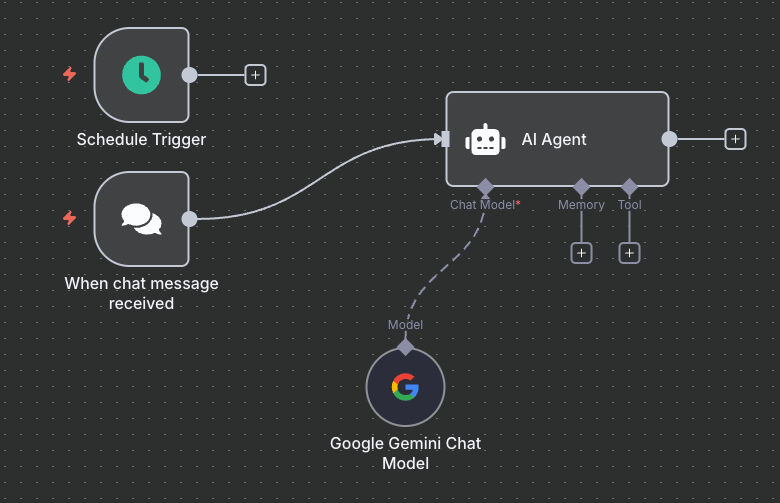 Schedule Trigger
When chat message
received
AI Agent
Chat Model*
Memory
Tool
Model
Google Gemini Chat
Model